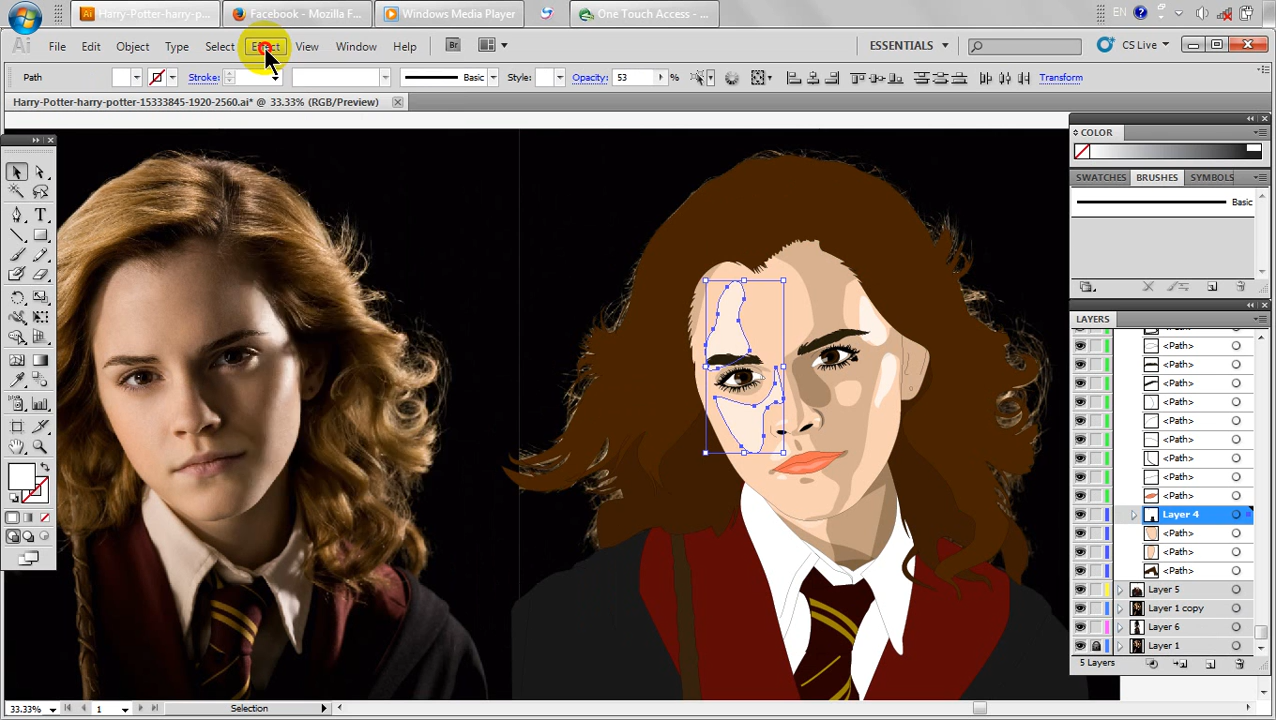 Harry-Potter-harry-p...
Facebook - Mozilla F...
Windows Media Player
One Touch Access - ...
EN
Ai
File
Edit
Object
Type
Select
Effect
View
Window
Help
Br
ESSENTIALS
CS Live
Path
Stroke:
Basic
Style:
Opacity:
53
%
Transform
Harry-Potter-harry-potter-15333845-1920-2560.ai* @ 33.33% (RGB/Preview)
COLOR
SWATCHES
BRUSHES
SYMBOLS
Basic
LAYERS
<Path>
<Path>
<Path>
<Path>
<Path>
<Path>
<Path>
<Path>
<Path>
Layer 4
<Path>
<Path>
<Path>
Layer 5
Layer 1 copy
Layer 6
Layer 1
5 Layers
33.33%
1
Selection